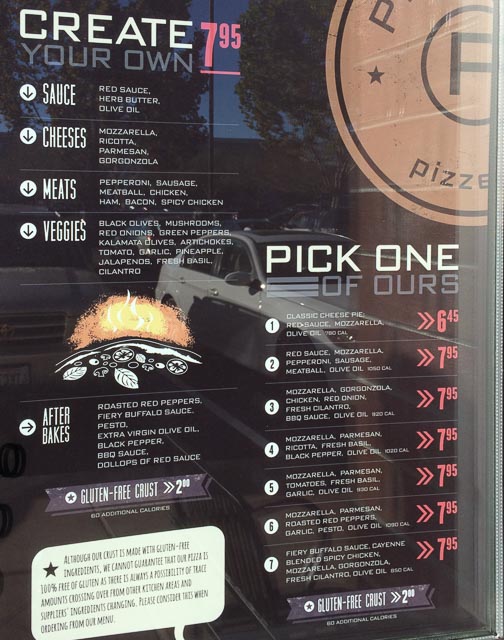 CREATE 7.95
YOUR OWN
SAUCE
RED SAUCE,
HERB BUTTER,
OLIVE OIL
CHEESES
MOZZARELLA,
RICOTTA,
PARMESAN,
GORGONZOLA
MEATS
PEPPERONI, SAUSAGE,
MEATBALL, CHICKEN,
HAM, BACON, SPICY CHICKEN
VEGGIES
BLACK OLIVES, MUSHROOMS,
RED ONIONS, GREEN PEPPERS,
KALAMATA OLIVES, ARTICHOKES,
TOMATO, GARLIC, PINEAPPLE,
JALAPENOS, FRESH BASIL,
CILANTRO
AFTER
BAKES
ROASTED RED PEPPERS,
FIERY BUFFALO SAUCE,
PESTO,
EXTRA VIRGIN OLIVE OIL,
BLACK PEPPER,
BBQ SAUCE,
DOLLOPS OF RED SAUCE
GLUTEN-FREE CRUST >> 2.00
60 ADDITIONAL CALORIES
ALTHOUGH OUR CRUST IS MADE WITH GLUTEN-FREE
INGREDIENTS, WE CANNOT GUARANTEE THAT OUR PIZZA IS
100% FREE OF GLUTEN AS THERE IS ALWAYS A POSSIBILITY OF TRACE
AMOUNTS CROSSING OVER FROM OTHER KITCHEN AREAS AND
SUPPLIERS' INGREDIENTS CHANGING. PLEASE CONSIDER THIS WHEN
ORDERING FROM OUR MENU.
P
pizze
PICK ONE
OF OURS
1 CLASSIC CHEESE PIE;
RED SAUCE, MOZZARELLA, >> 6.45
OLIVE OIL 780 CAL
2 RED SAUCE, MOZZARELLA,
PEPPERONI, SAUSAGE, >> 7.95
MEATBALL, OLIVE OIL 1050 CAL
3 MOZZARELLA, GORGONZOLA,
CHICKEN, RED ONION, >> 7.95
FRESH CILANTRO,
BBQ SAUCE, OLIVE OIL 920 CAL
4 MOZZARELLA, PARMESAN,
RICOTTA, FRESH BASIL, >> 7.95
BLACK PEPPER, OLIVE OIL 1020 CAL
5 MOZZARELLA, PARMESAN,
TOMATOES, FRESH BASIL, >> 7.95
GARLIC, OLIVE OIL 930 CAL
6 MOZZARELLA, PARMESAN,
ROASTED RED PEPPERS, >> 7.95
GARLIC, PESTO, OLIVE OIL 1090 CAL
7 FIERY BUFFALO SAUCE, CAYENNE
BLENDED SPICY CHICKEN, >> 7.95
MOZZARELLA, GORGONZOLA,
FRESH CILANTRO, OLIVE OIL 850 CAL
GLUTEN-FREE CRUST >> 2.00
60 ADDITIONAL CALORIES